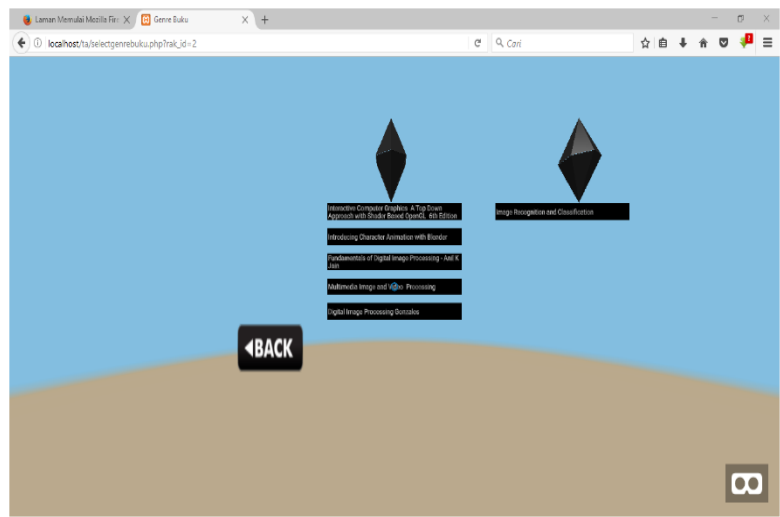 Laman Memulai Mozilla Fire
Genre Buku
localhost/ta/selectgenrebuku.php?rak_id=2
Cari
Interactive Computer Graphics A Top Down
Approach with Shader Based OpenGL 6th Edition
Image Recognition and Classification
Introducing Character Animation with Blender
Fundamentals of Digital Image Processing - Anil K
Jain
Multimedia Image and Video Processing
Digital Image Processing Gonzales
BACK